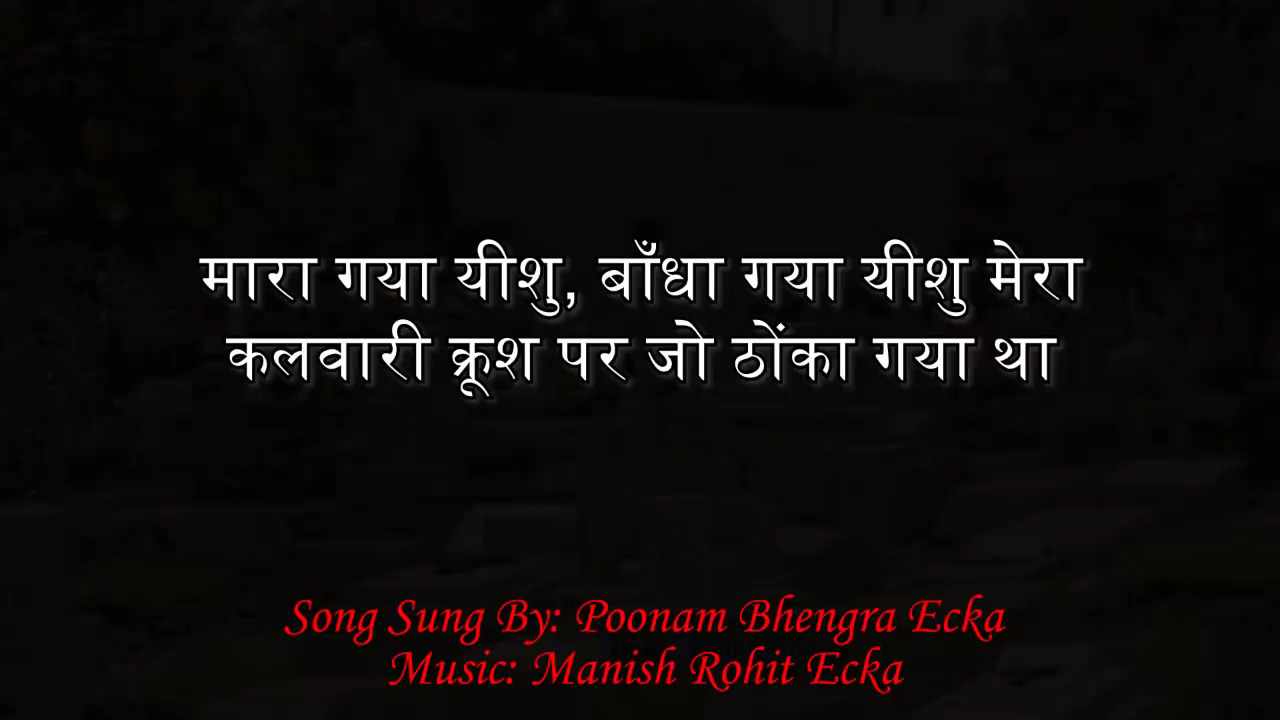 मारा गया यीशु, बाँधा गया यीशु मेरा
कलवारी क्रूश पर जो ठोंका गया था
Song Sung By: Poonam Bhengra Ecka
Music: Manish Rohit Ecka